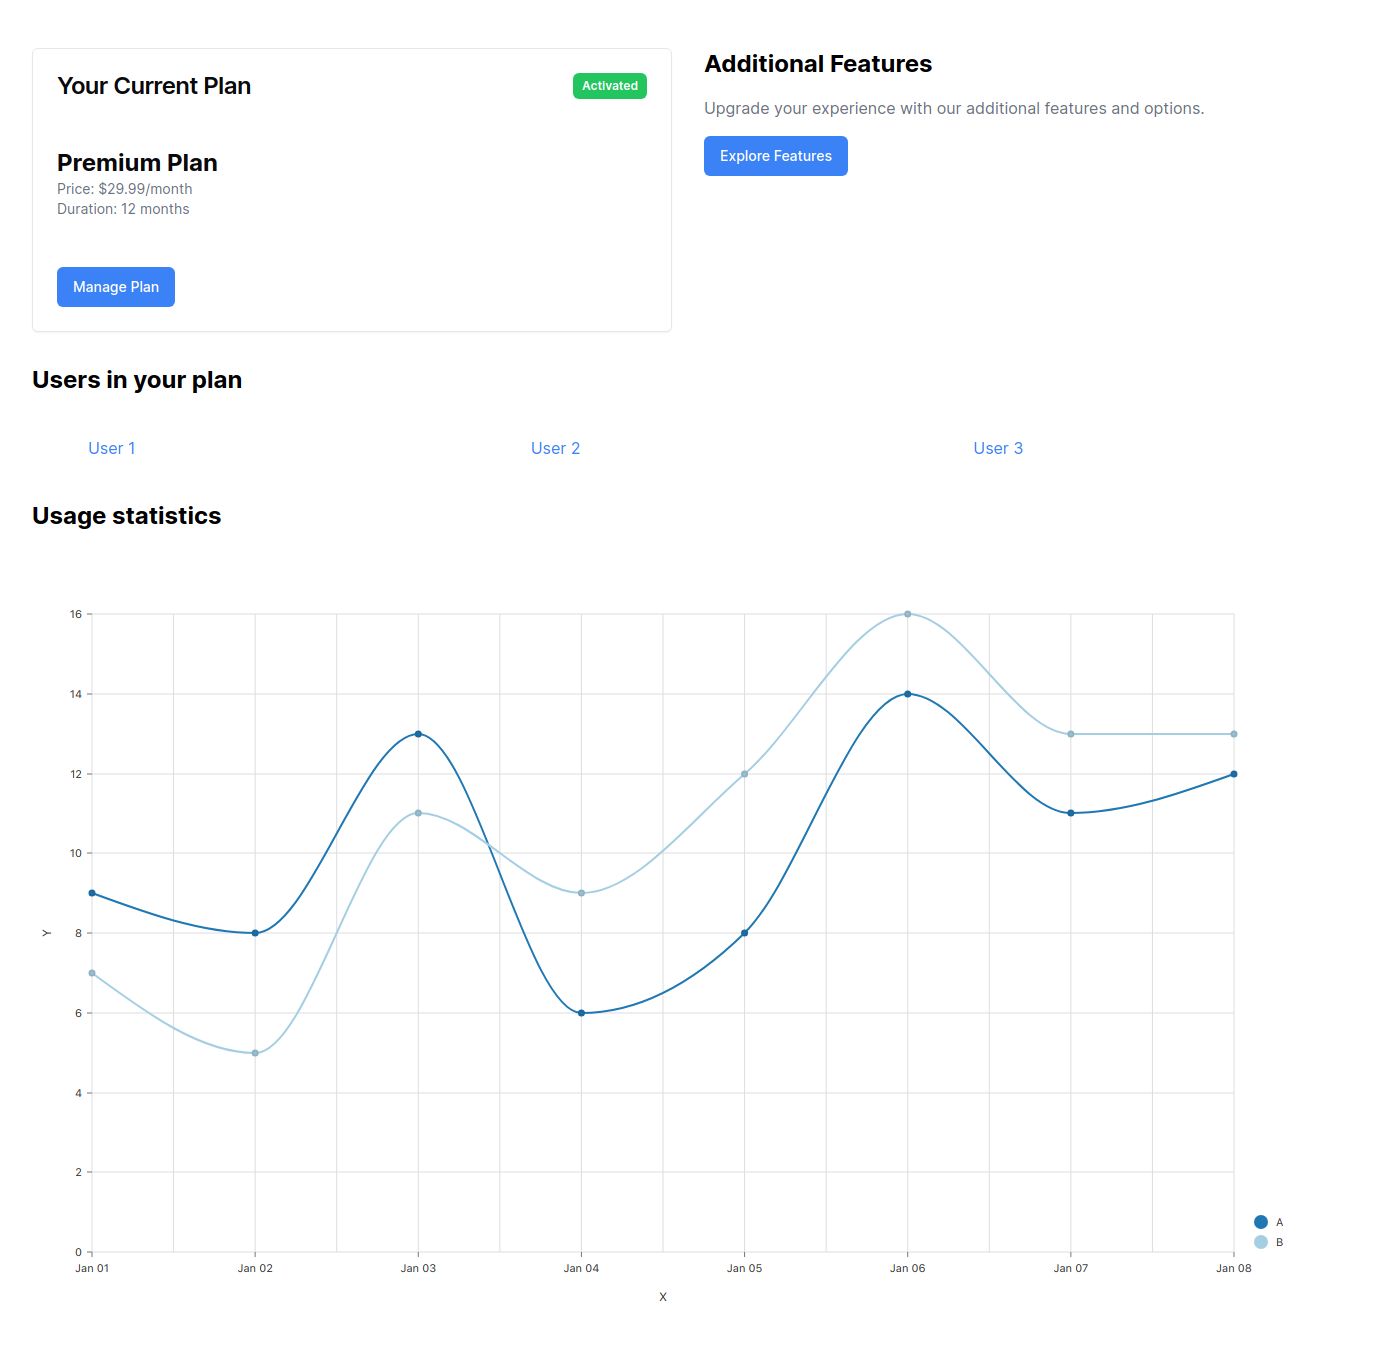 Your Current Plan
Activated
Premium Plan
Price: $29.99/month
Duration: 12 months
Manage Plan
Additional Features
Upgrade your experience with our additional features and options.
Explore Features
Users in your plan
User 1
User 2
User 3
Usage statistics
16
14
12
10
8
6
4
2
0
Y
Jan 01
Jan 02
Jan 03
Jan 04
Jan 05
Jan 06
Jan 07
Jan 08
X
A
B